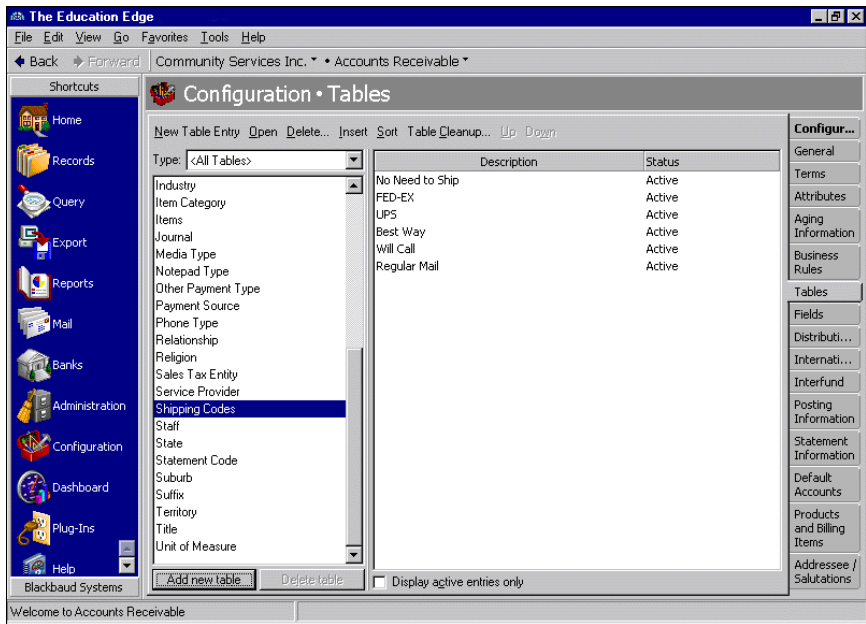 The Education Edge
File Edit View Go Favorites Tools Help
Back Forward Community Services Inc. • Accounts Receivable
Shortcuts
Home
Records
Query
Export
Reports
Mail
Banks
Administration
Configuration
Dashboard
Plug-Ins
Help
Blackbaud Systems
Configuration • Tables
New Table Entry Open Delete... Insert Sort Table Cleanup... Up Down
Type: <All Tables>
Industry
Item Category
Items
Journal
Media Type
Notepad Type
Other Payment Type
Payment Source
Phone Type
Relationship
Religion
Sales Tax Entity
Service Provider
Shipping Codes
Staff
State
Statement Code
Suburb
Suffix
Territory
Title
Unit of Measure
Add new table Delete table
Description Status
No Need to Ship Active
FED-EX Active
UPS Active
Best Way Active
Will Call Active
Regular Mail Active
Display active entries only
Configur...
General
Terms
Attributes
Aging
Information
Business
Rules
Tables
Fields
Distributi...
Internati...
Interfund
Posting
Information
Statement
Information
Default
Accounts
Products
and Billing
Items
Addressee /
Salutations
Welcome to Accounts Receivable